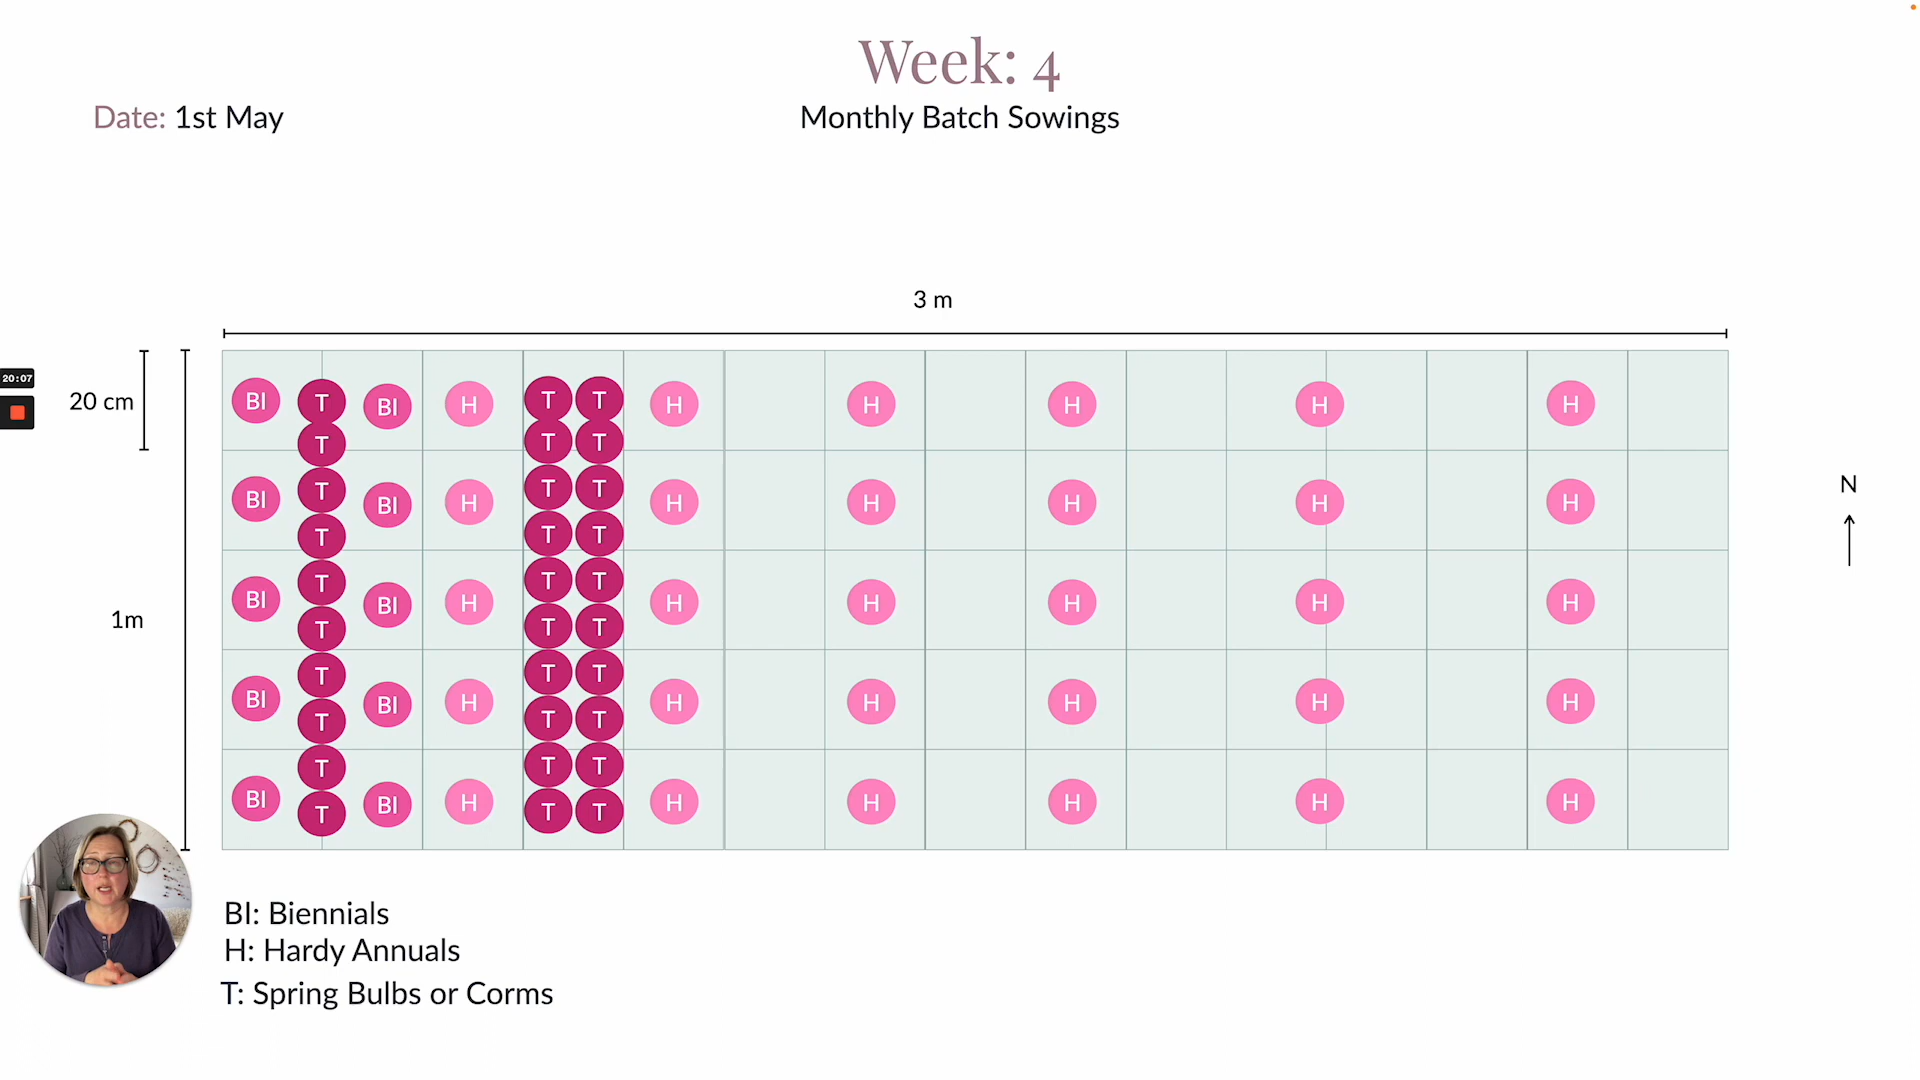 Week: 4
Date: 1st May
Monthly Batch Sowings
3 m
20:07
20 cm
1m
N
BI T BI H T T H H H H H
T T T
BI T BI H T T H H H H H
T T T
BI T BI H T T H H H H H
T T T
BI T BI H T T H H H H H
T T T
T T T
BI T BI H T T H H H H H
BI: Biennials
H: Hardy Annuals
T: Spring Bulbs or Corms